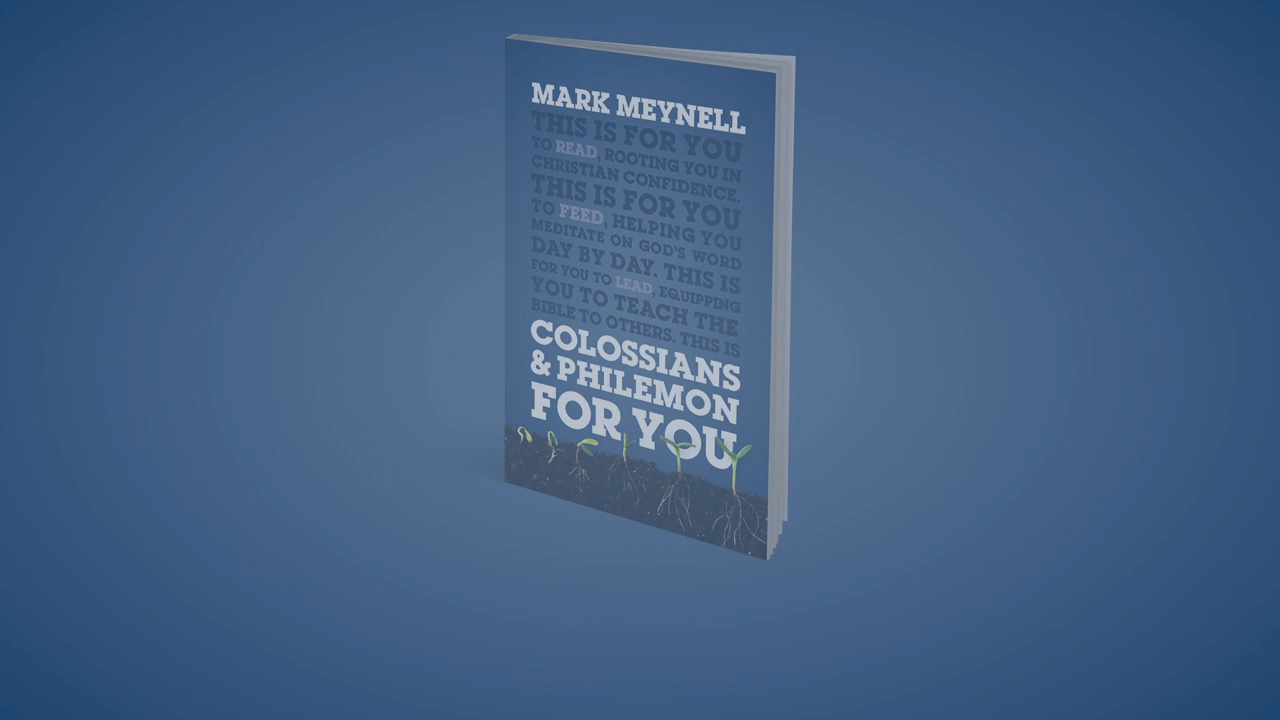 MARK MEYNELL
THIS IS FOR YOU
TO READ, ROOTING YOU IN
CHRISTIAN CONFIDENCE.
THIS IS FOR YOU
TO FEED, HELPING YOU
MEDITATE ON GOD'S WORD
DAY BY DAY. THIS IS
FOR YOU TO LEAD, EQUIPPING
YOU TO TEACH THE
BIBLE TO OTHERS. THIS IS
COLOSSIANS
& PHILEMON
FOR YOU